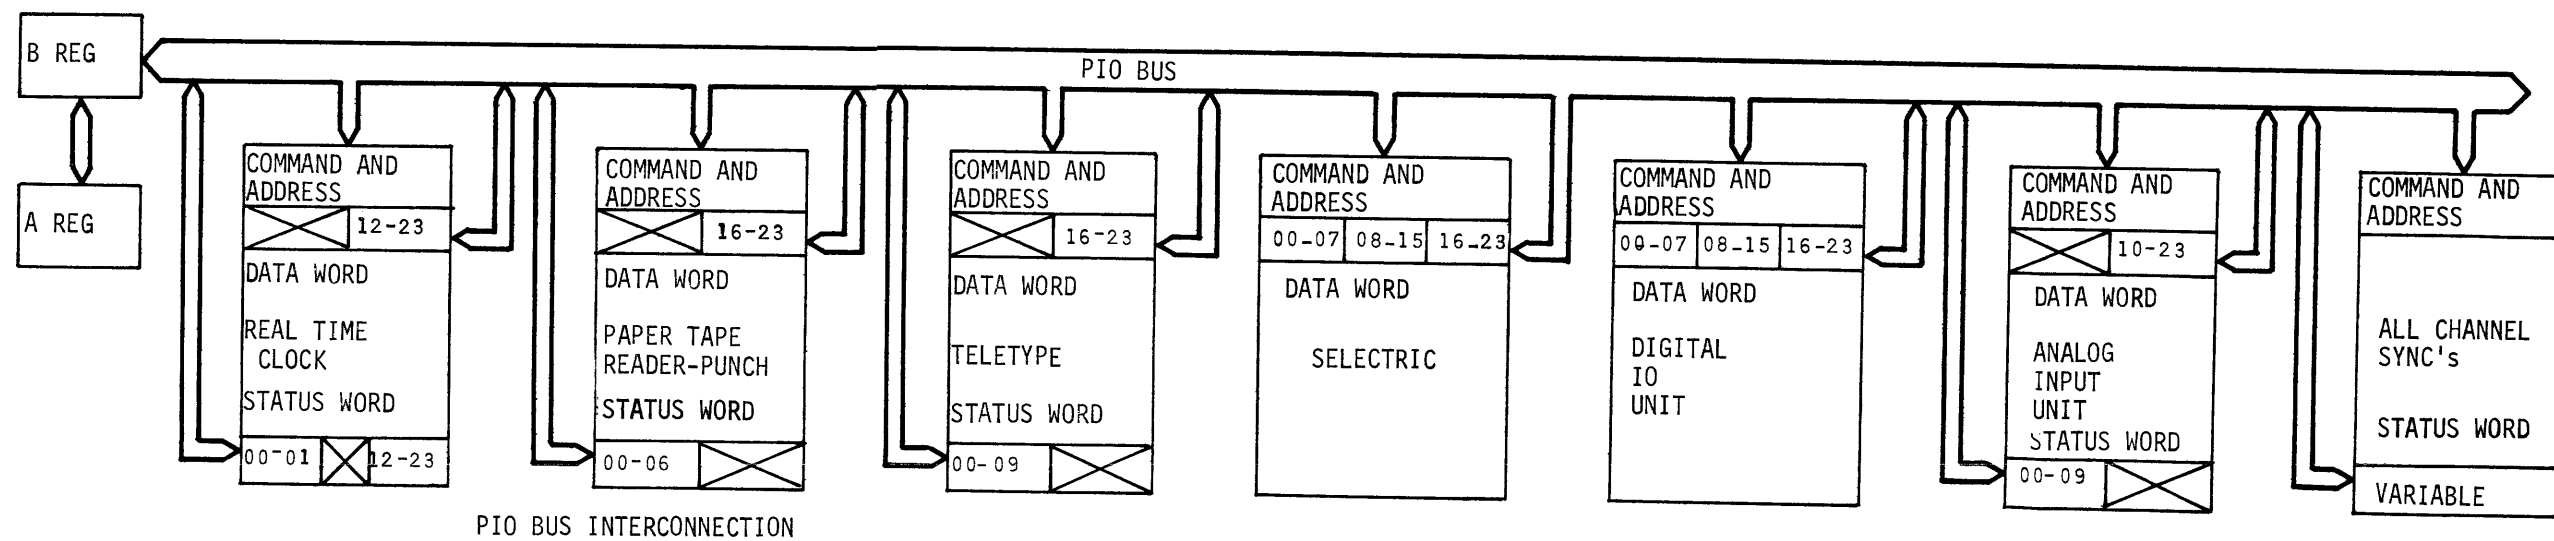 B REG
A REG
PIO BUS
COMMAND AND
ADDRESS
12-23
DATA WORD
REAL TIME
CLOCK
STATUS WORD
00-01 12-23
COMMAND AND
ADDRESS
16-23
DATA WORD
PAPER TAPE
READER-PUNCH
STATUS WORD
00-06
COMMAND AND
ADDRESS
16-23
DATA WORD
TELETYPE
STATUS WORD
00-09
COMMAND AND
ADDRESS
00-07 08-15 16-23
DATA WORD
SELECTRIC
COMMAND AND
ADDRESS
00-07 08-15 16-23
DATA WORD
DIGITAL
IO
UNIT
COMMAND AND
ADDRESS
10-23
DATA WORD
ANALOG
INPUT
UNIT
STATUS WORD
00-09
COMMAND AND
ADDRESS
ALL CHANNEL
SYNC's
STATUS WORD
VARIABLE
PIO BUS INTERCONNECTION